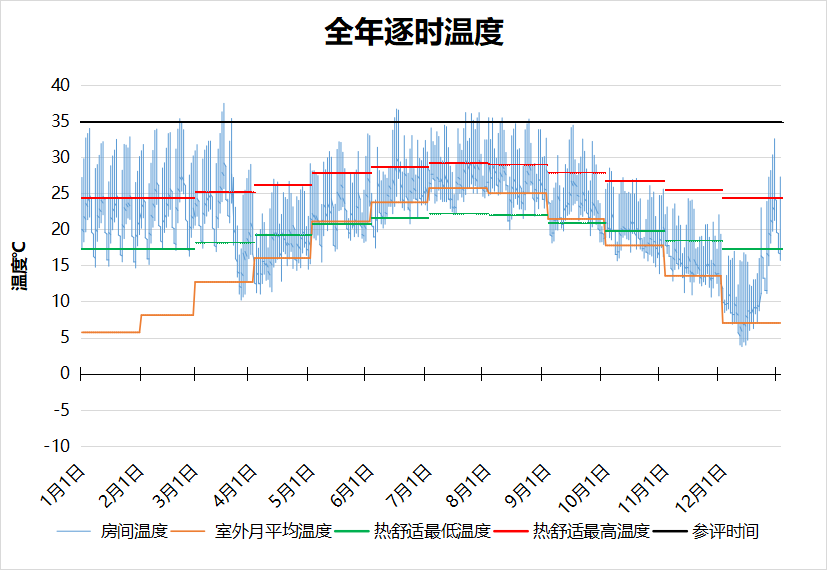 全年逐时温度
温度℃
40
35
30
25
20
15
10
5
0
-5
-10
1月1日
2月1日
3月1日
4月1日
5月1日
6月1日
7月1日
8月1日
9月1日
10月1日
11月1日
12月1日
房间温度 室外月平均温度 热舒适最低温度 热舒适最高温度 参评时间